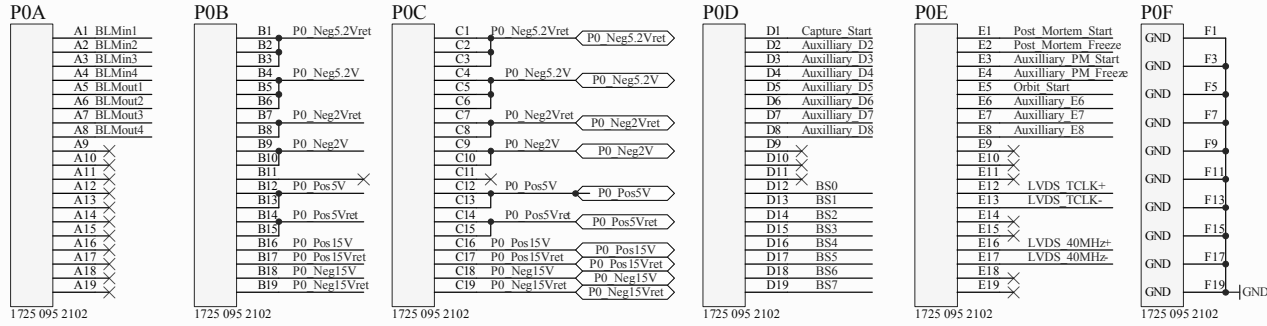 P0A
A1 BLMin1
A2 BLMin2
A3 BLMin3
A4 BLMin4
A5 BLMout1
A6 BLMout2
A7 BLMout3
A8 BLMout4
A9
A10
A11
A12
A13
A14
A15
A16
A17
A18
A19
1725 095 2102
P0B
B1 P0_Neg5.2Vret
B2
B3
B4 P0_Neg5.2V
B5
B6
B7 P0_Neg2Vret
B8
B9 P0_Neg2V
B10
B11
B12 P0_Pos5V
B13
B14 P0_Pos5Vret
B15
B16 P0_Pos15V
B17 P0_Pos15Vret
B18 P0_Neg15V
B19 P0_Neg15Vret
1725 095 2102
P0C
C1 P0_Neg5.2Vret P0_Neg5.2Vret
C2
C3
C4 P0_Neg5.2V P0_Neg5.2V
C5
C6
C7 P0_Neg2Vret P0_Neg2Vret
C8
C9 P0_Neg2V P0_Neg2V
C10
C11
C12 P0_Pos5V P0_Pos5V
C13
C14 P0_Pos5Vret P0_Pos5Vret
C15
C16 P0_Pos15V P0_Pos15V
C17 P0_Pos15Vret P0_Pos15Vret
C18 P0_Neg15V P0_Neg15V
C19 P0_Neg15Vret P0_Neg15Vret
1725 095 2102
P0D
D1 Capture_Start
D2 Auxilliary_D2
D3 Auxilliary_D3
D4 Auxilliary_D4
D5 Auxilliary_D5
D6 Auxilliary_D6
D7 Auxilliary_D7
D8 Auxilliary_D8
D9
D10
D11
D12 BS0
D13 BS1
D14 BS2
D15 BS3
D16 BS4
D17 BS5
D18 BS6
D19 BS7
1725 095 2102
P0E
E1 Post_Mortem_Start
E2 Post_Mortem_Freeze
E3 Auxilliary_PM_Start
E4 Auxilliary_PM_Freeze
E5 Orbit_Start
E6 Auxilliary_E6
E7 Auxilliary_E7
E8 Auxilliary_E8
E9
E10
E11
E12 LVDS_TCLK+
E13 LVDS_TCLK-
E14
E15
E16 LVDS_40MHz+
E17 LVDS_40MHz-
E18
E19
1725 095 2102
P0F
GND F1
GND F3
GND F5
GND F7
GND F9
GND F11
GND F13
GND F15
GND F17
GND F19 GND
1725 095 2102